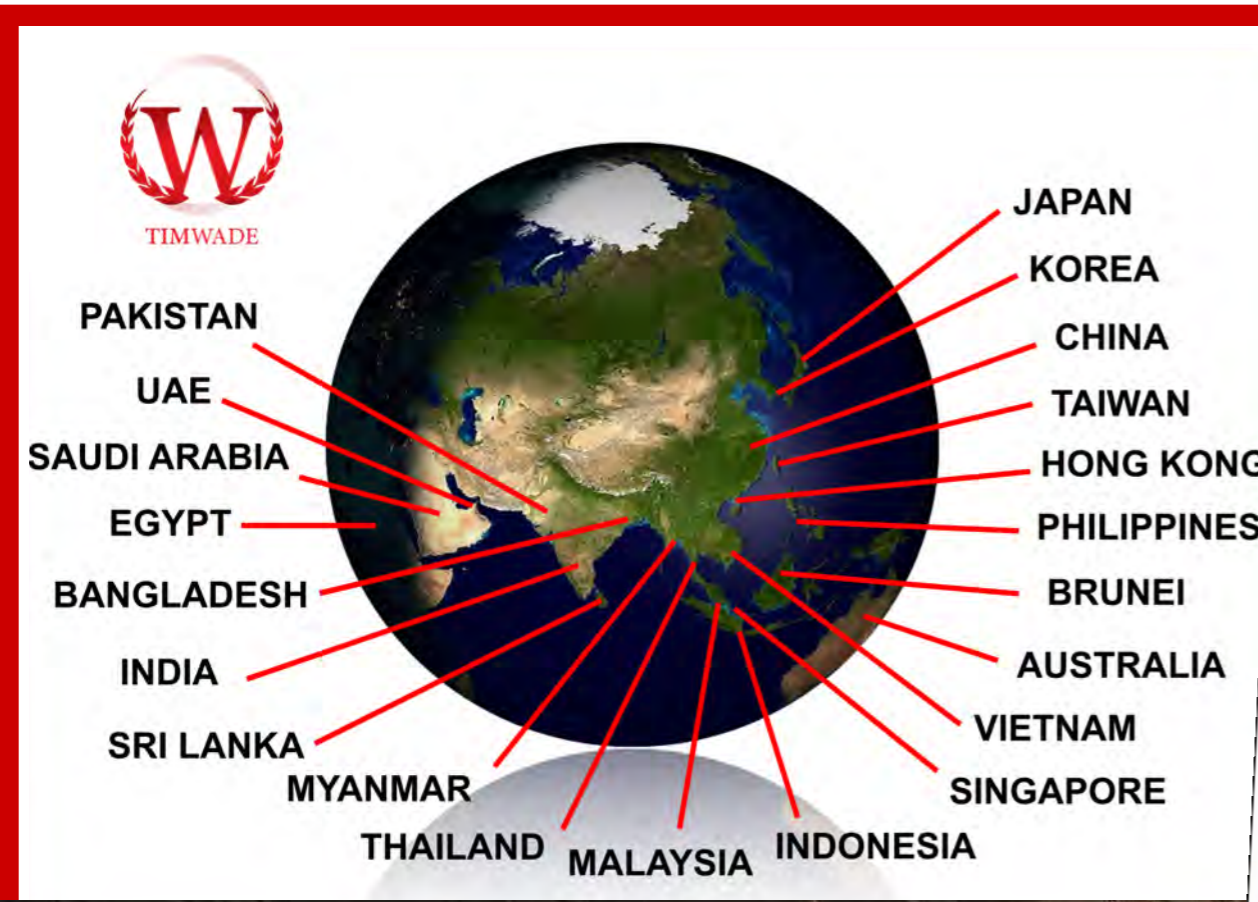 W
TIMWADE
JAPAN
KOREA
CHINA
TAIWAN
HONG KONG
PHILIPPINES
BRUNEI
AUSTRALIA
VIETNAM
SINGAPORE
INDONESIA
MALAYSIA
THAILAND
MYANMAR
SRI LANKA
INDIA
BANGLADESH
EGYPT
SAUDI ARABIA
UAE
PAKISTAN